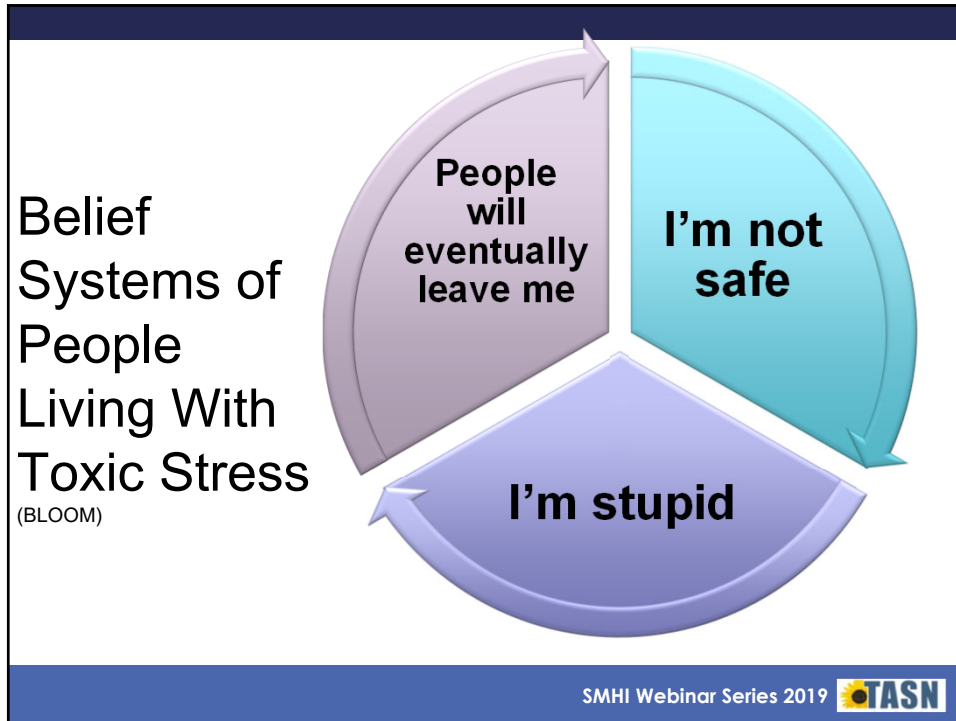 Belief
Systems of
People
Living With
Toxic Stress
(BLOOM)
People
will
eventually
leave me
I'm not
safe
I'm stupid
SMHI Webinar Series 2019
TASN